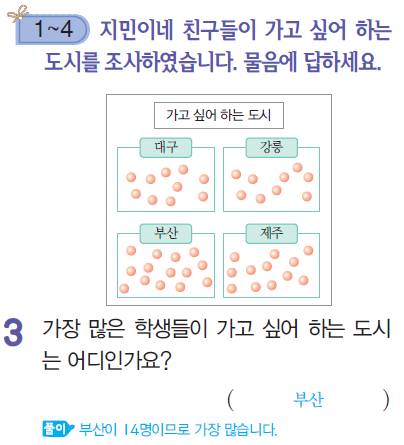 1~4 지민이네 친구들이 가고 싶어 하는
도시를 조사하였습니다. 물음에 답하세요.
가고 싶어 하는 도시
대구 강릉
부산 제주
3 가장 많은 학생들이 가고 싶어 하는 도시
는 어디인가요?
( 부산 )
풀이 부산이 14명이므로 가장 많습니다.